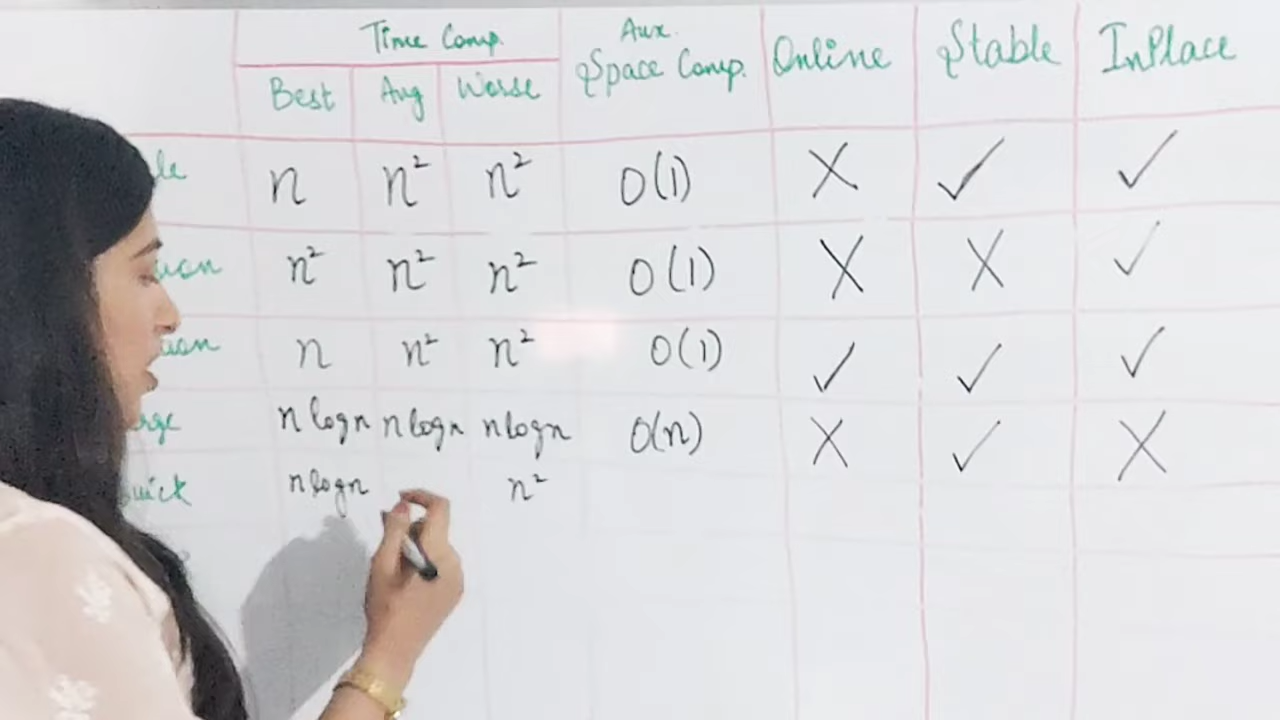 Time Comp. Aux. Space Comp. Online Stable InPlace
Best Avg Worse
n n² n² O(1) X ✓ ✓
n² n² n² O(1) X X ✓
n n² n² O(1) ✓ ✓ ✓
n logn n logn n logn O(n) X ✓ X
n logn n²